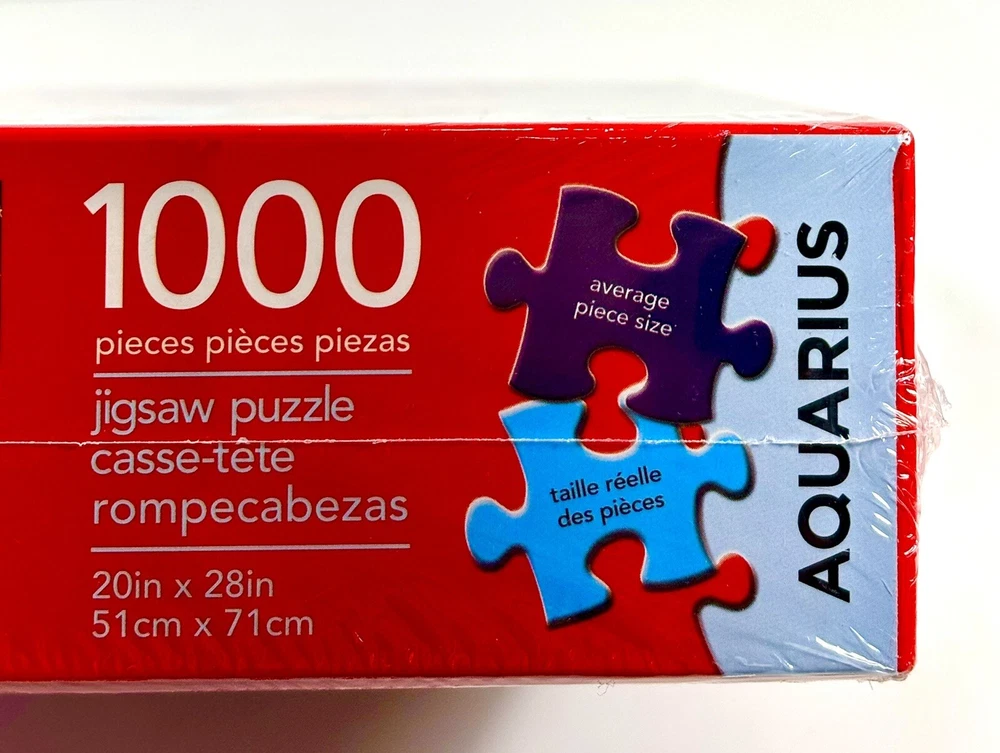 1000
pieces pièces piezas
jigsaw puzzle
casse-tête
rompecabezas
20in x 28in
51cm x 71cm
average
piece size
taille réelle
des pièces
AQUARIUS